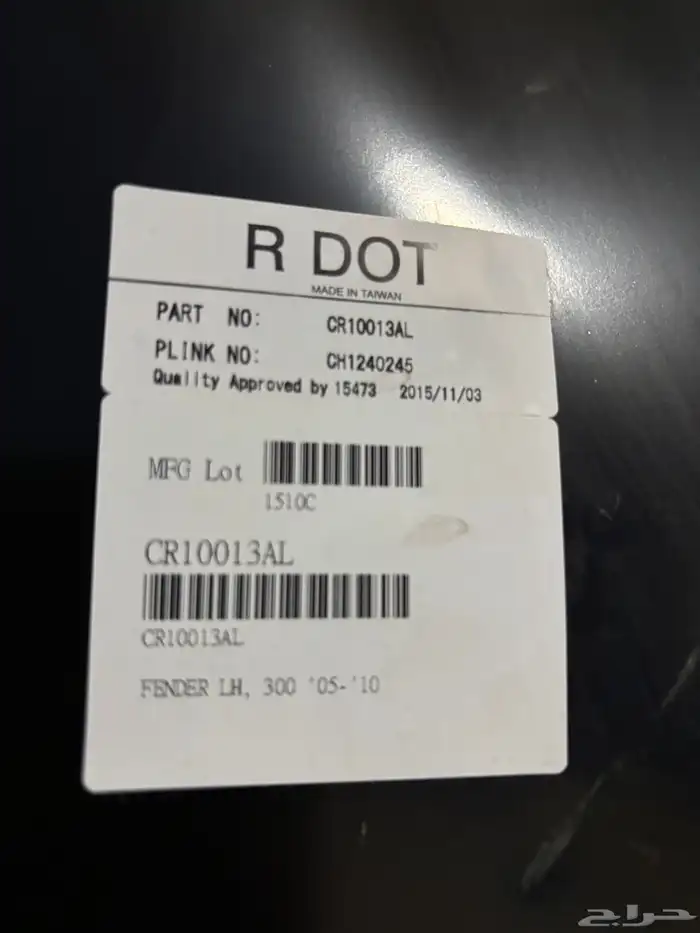 R DOT
MADE IN TAIWAN
PART NO: CR10013AL
PLINK NO: CH1240245
Quality Approved by 15473 2015/11/03
MFG Lot
1510C
CR10013AL
CR10013AL
FENDER LH, 300 '05-'10
حراج